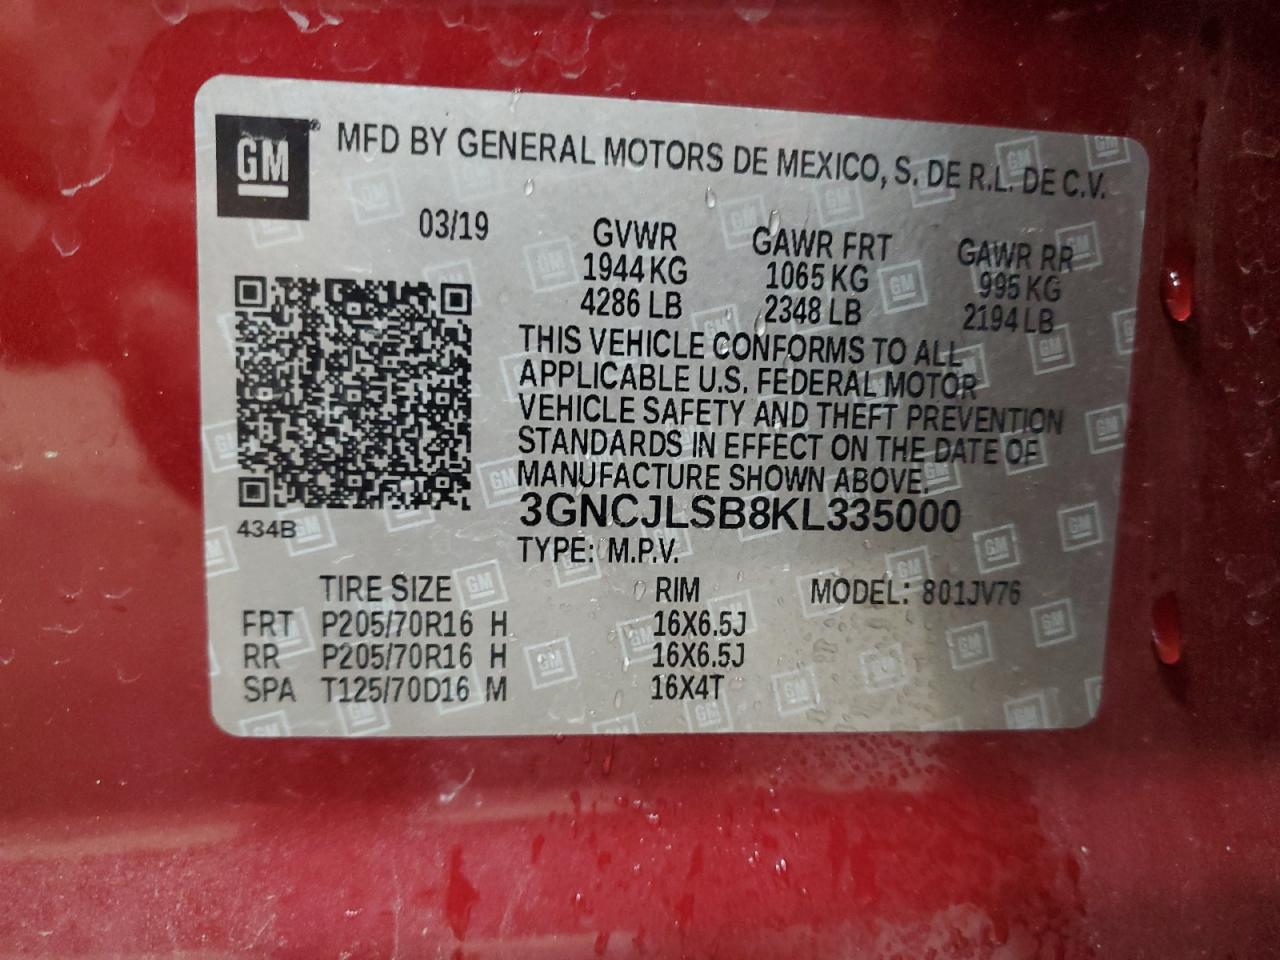 GM ® MFD BY GENERAL MOTORS DE MEXICO, S. DE R.L. DE C.V.
03/19 GVWR GAWR FRT GAWR RR
1944 KG 1065 KG 995 KG
4286 LB 2348 LB 2194 LB
THIS VEHICLE CONFORMS TO ALL
APPLICABLE U.S. FEDERAL MOTOR
VEHICLE SAFETY AND THEFT PREVENTION
STANDARDS IN EFFECT ON THE DATE OF
MANUFACTURE SHOWN ABOVE.
434B 3GNCJLSB8KL335000
TYPE: M.P.V.
TIRE SIZE RIM MODEL: 801JV76
FRT P205/70R16 H 16X6.5J
RR P205/70R16 H 16X6.5J
SPA T125/70D16 M 16X4T